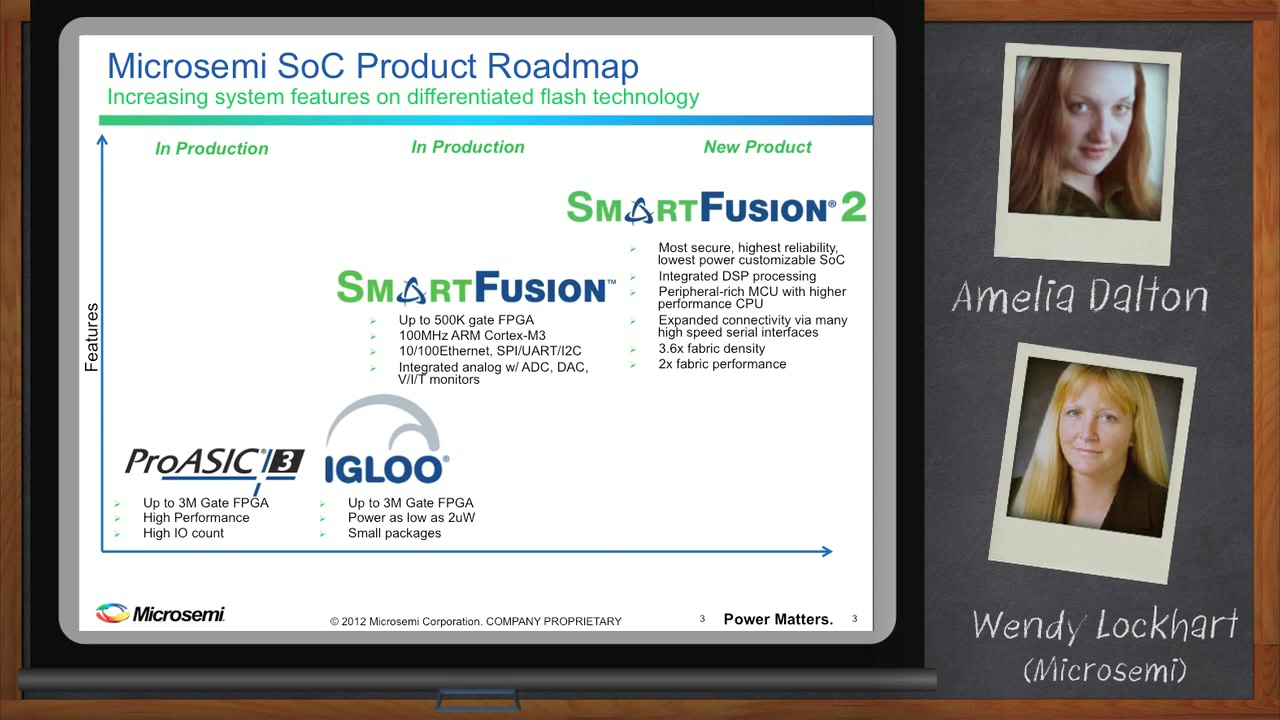 Microsemi SoC Product Roadmap
Increasing system features on differentiated flash technology
In Production
In Production
New Product
Features
SMARTFUSION® 2
Most secure, highest reliability,
lowest power customizable SoC
Integrated DSP processing
Peripheral-rich MCU with higher
performance CPU
Expanded connectivity via many
high speed serial interfaces
3.6x fabric density
2x fabric performance
SMARTFUSION™
Up to 500K gate FPGA
100MHz ARM Cortex-M3
10/100Ethernet, SPI/UART/I2C
Integrated analog w/ ADC, DAC,
V/I/T monitors
ProASIC 3
Up to 3M Gate FPGA
High Performance
High IO count
IGLOO®
Up to 3M Gate FPGA
Power as low as 2uW
Small packages
Microsemi
© 2012 Microsemi Corporation. COMPANY PROPRIETARY
3
Power Matters.
3
Amelia Dalton
Wendy Lockhart
(Microsemi)